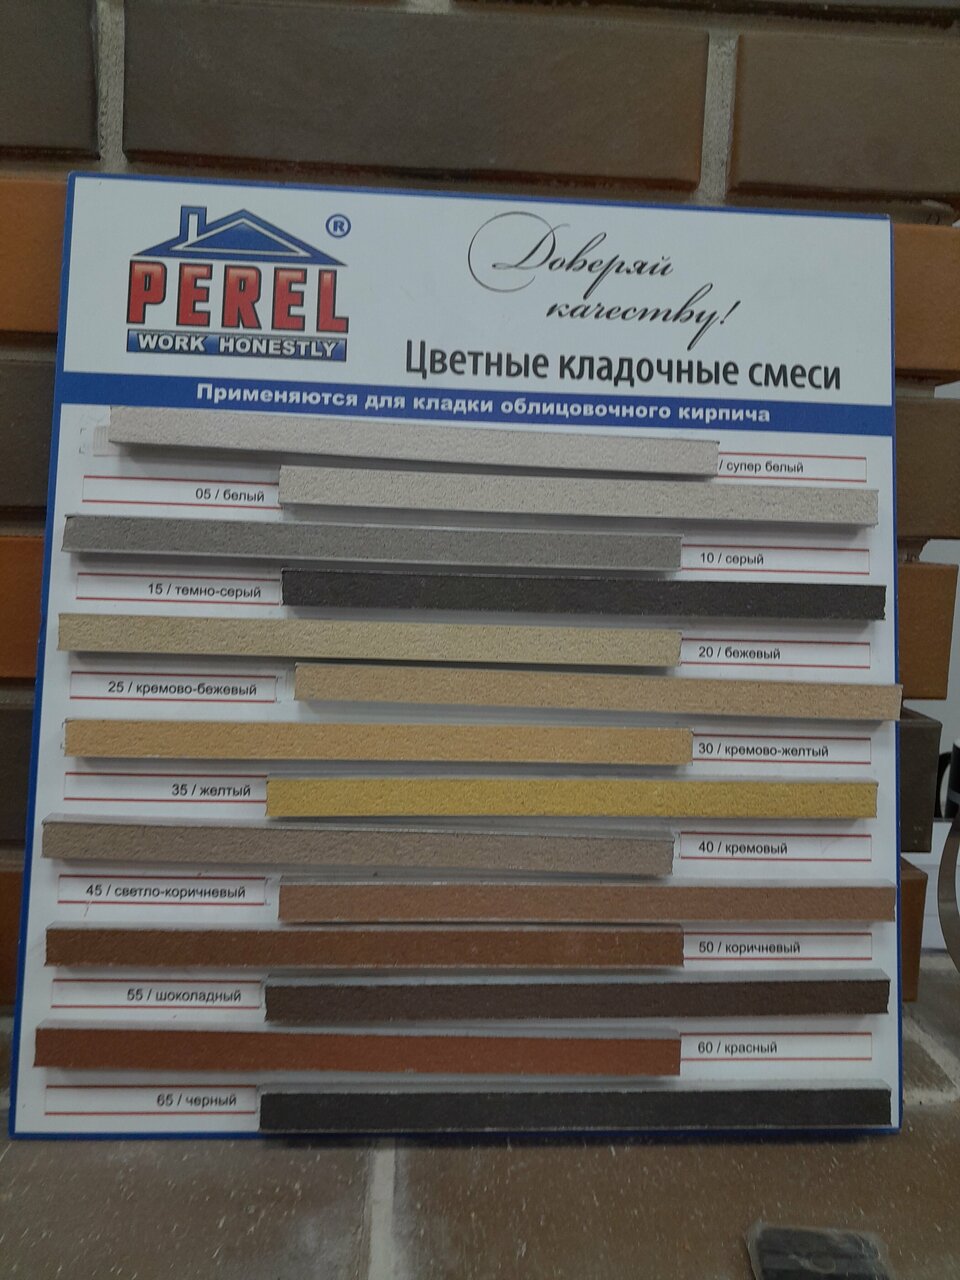 ®
PEREL
WORK HONESTLY
Доверяй
качеству!
Цветные кладочные смеси
Применяются для кладки облицовочного кирпича
/ супер белый
05 / белый
10 / серый
15 / темно-серый
20 / бежевый
25 / кремово-бежевый
30 / кремово-желтый
35 / желтый
40 / кремовый
45 / светло-коричневый
50 / коричневый
55 / шоколадный
60 / красный
65 / черный